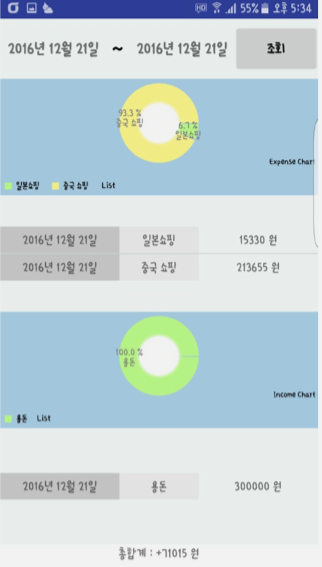 HD 55% 오후 5:34
2016년 12월 21일 ~ 2016년 12월 21일 조회
93.3 %
중국 쇼핑
6.7 %
일본쇼핑
Expense Chart
일본쇼핑 중국 쇼핑 List
2016년 12월 21일 일본쇼핑 15330 원
2016년 12월 21일 중국 쇼핑 213655 원
100.0 %
용돈
Income Chart
용돈 List
2016년 12월 21일 용돈 300000 원
총합계 : +71015 원